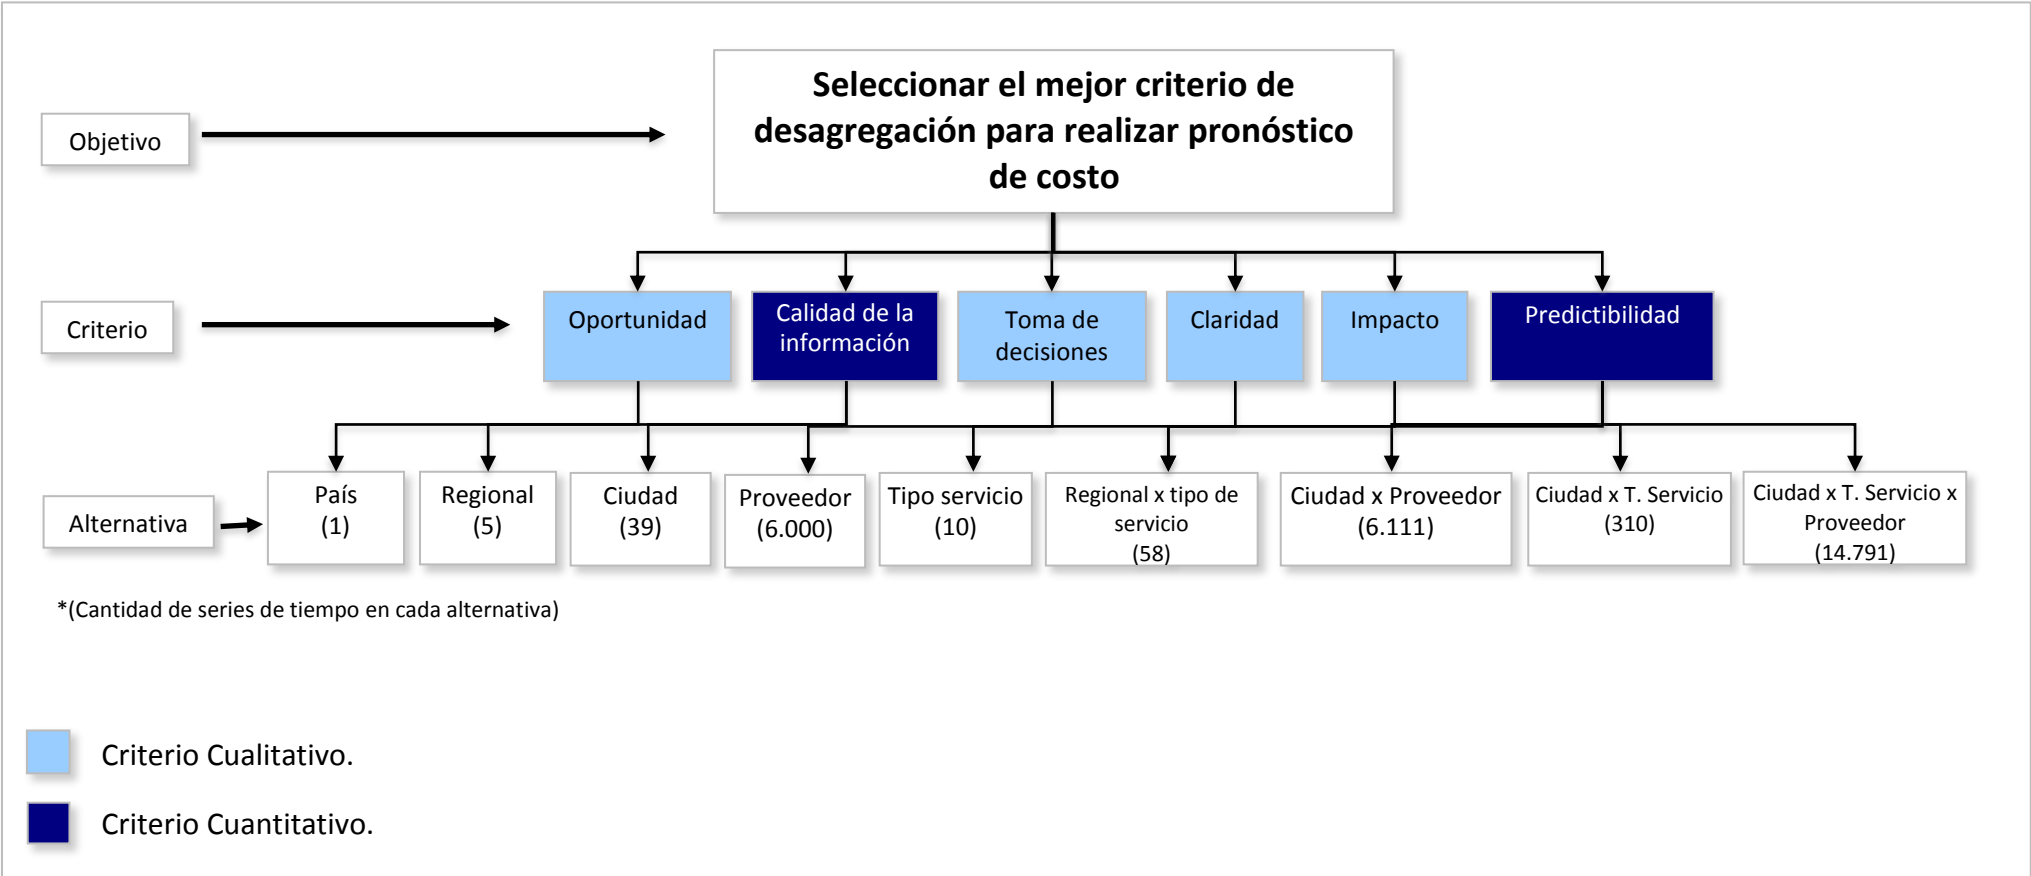 Seleccionar el mejor criterio de
desagregación para realizar pronóstico
de costo
Objetivo
Criterio
Oportunidad
Calidad de la
información
Toma de
decisiones
Claridad
Impacto
Predictibilidad
Alternativa
País
(1)
Regional
(5)
Ciudad
(39)
Proveedor
(6.000)
Tipo servicio
(10)
Regional x tipo de
servicio
(58)
Ciudad x Proveedor
(6.111)
Ciudad x T. Servicio
(310)
Ciudad x T. Servicio x
Proveedor
(14.791)
*(Cantidad de series de tiempo en cada alternativa)
Criterio Cualitativo.
Criterio Cuantitativo.